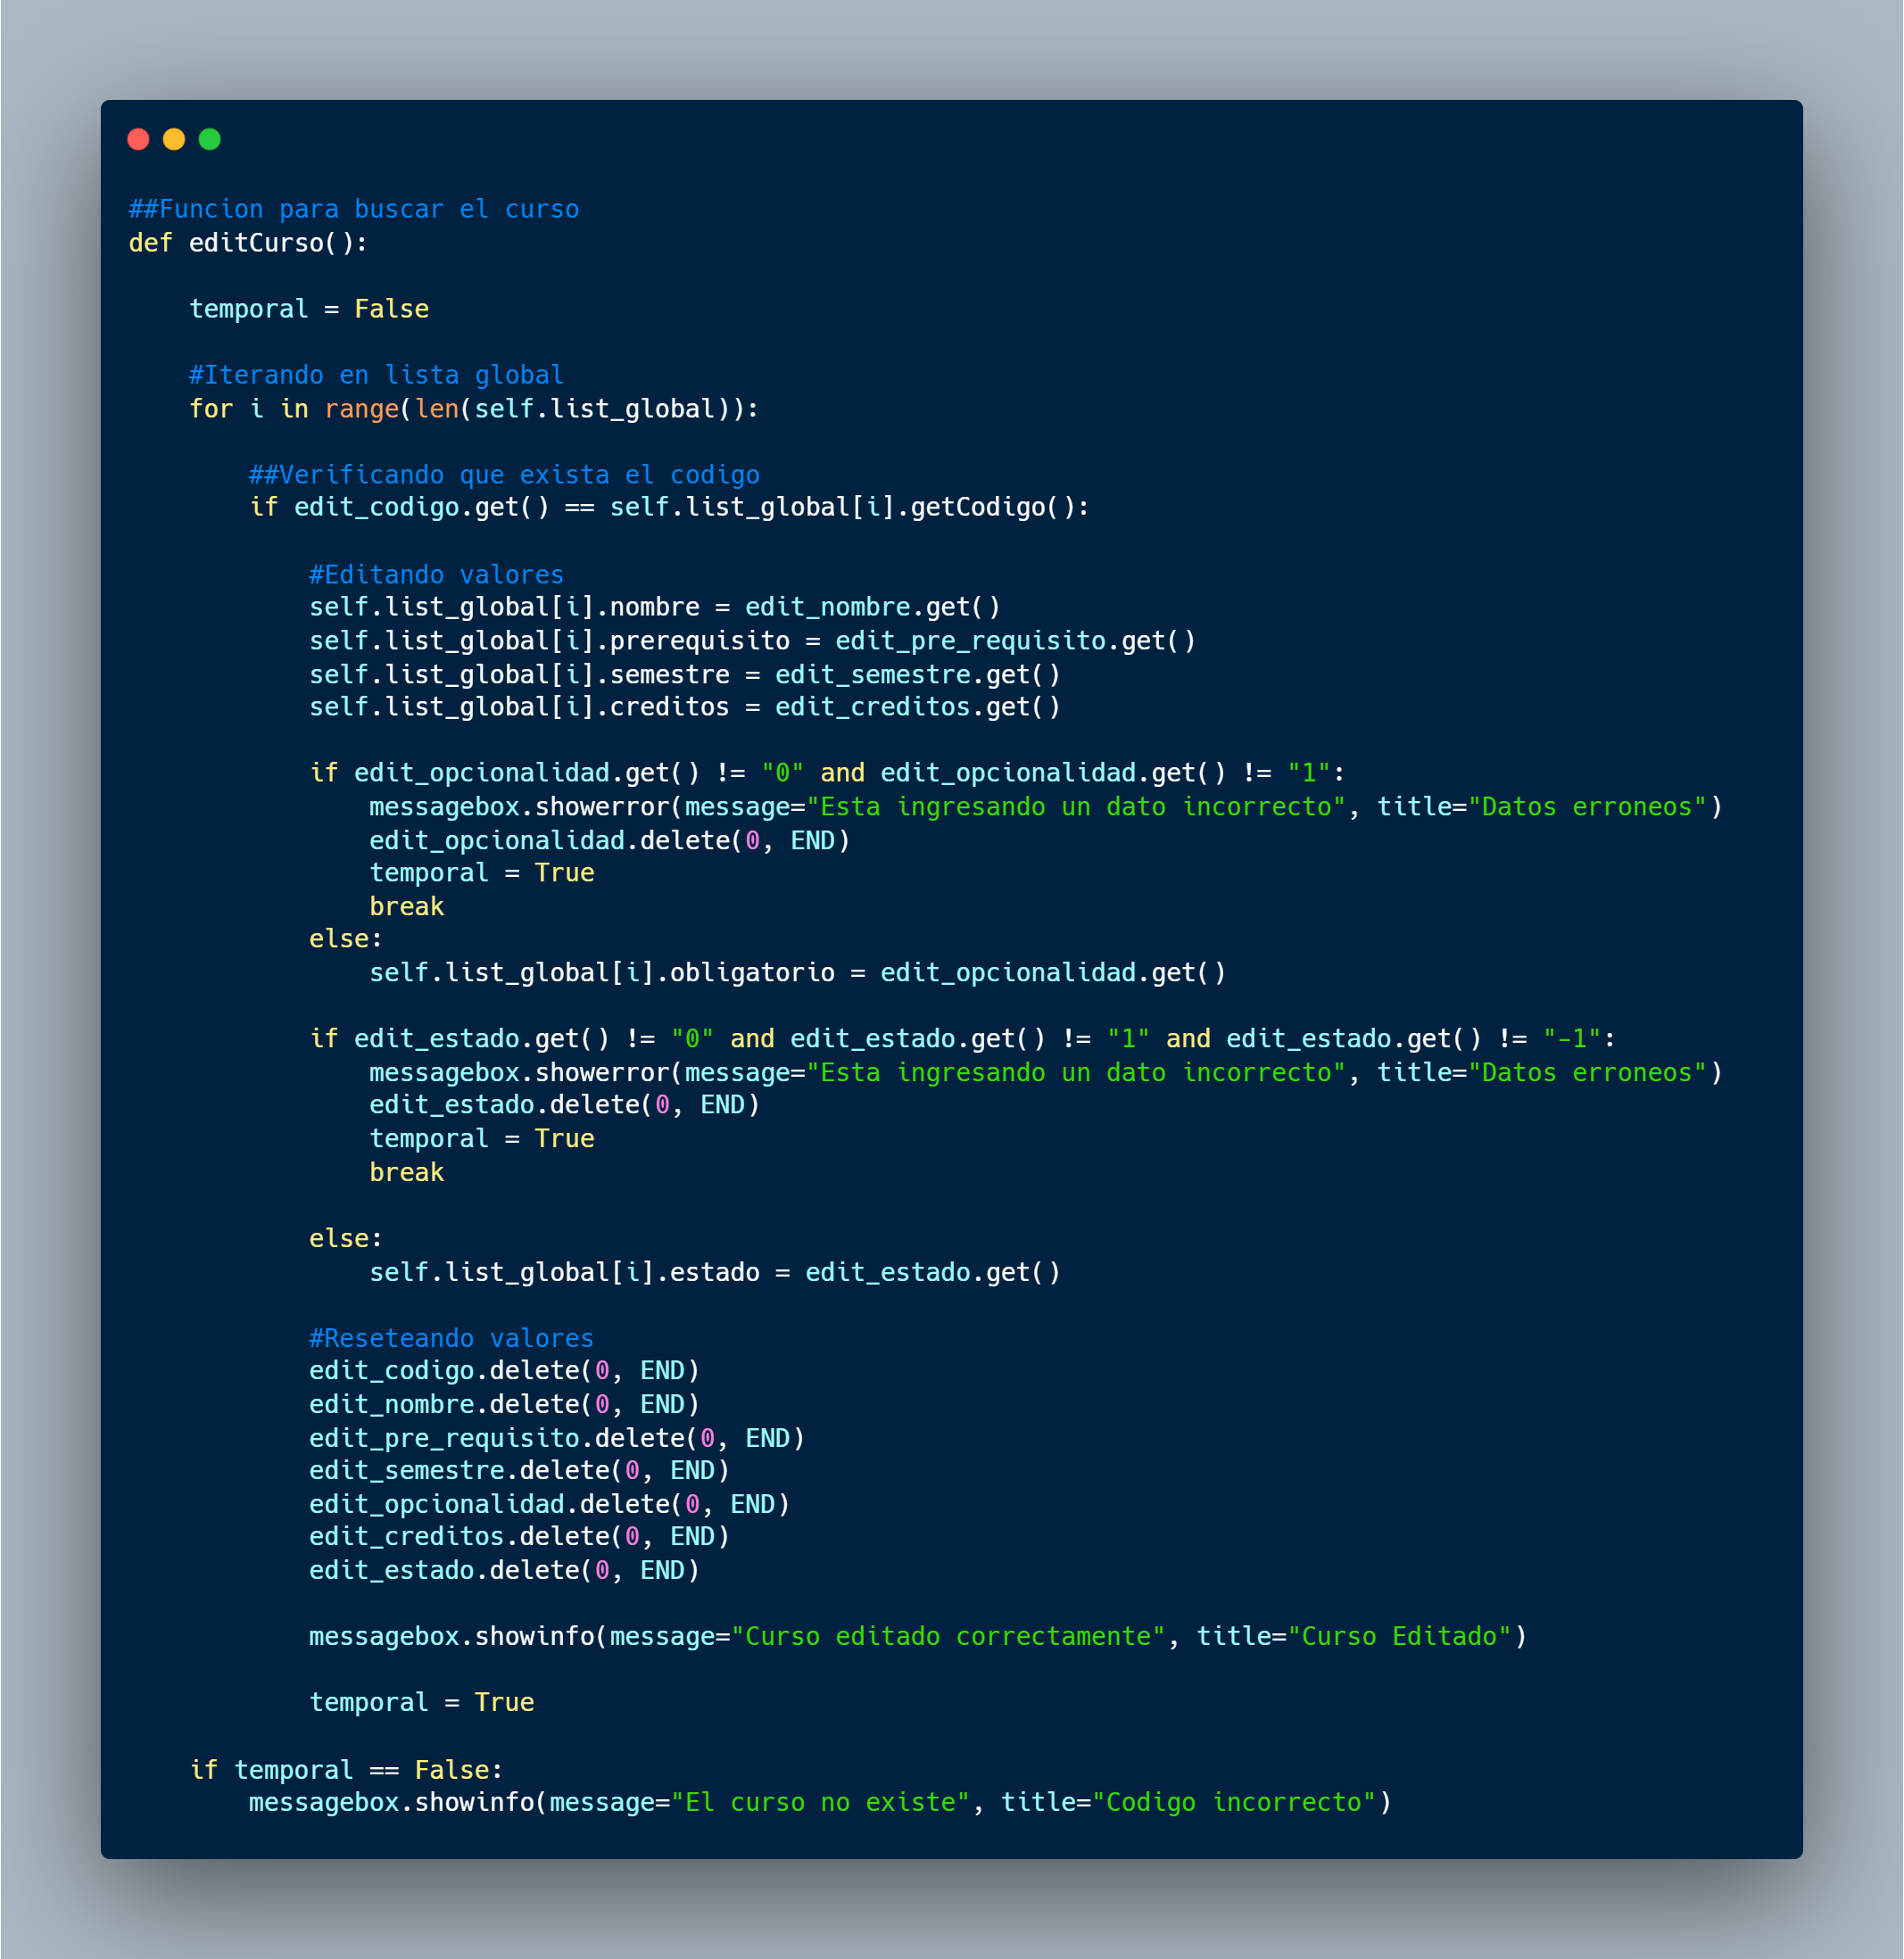 ##Funcion para buscar el curso
def editCurso():
    temporal = False
    #Iterando en lista global
    for i in range(len(self.list_global)):
        ##Verificando que exista el codigo
        if edit_codigo.get() == self.list_global[i].getCodigo():
            #Editando valores
            self.list_global[i].nombre = edit_nombre.get()
            self.list_global[i].prerequisito = edit_pre_requisito.get()
            self.list_global[i].semestre = edit_semestre.get()
            self.list_global[i].creditos = edit_creditos.get()
            if edit_opcionalidad.get() != "0" and edit_opcionalidad.get() != "1":
                messagebox.showerror(message="Esta ingresando un dato incorrecto", title="Datos erroneos")
                edit_opcionalidad.delete(0, END)
                temporal = True
                break
            else:
                self.list_global[i].obligatorio = edit_opcionalidad.get()
            if edit_estado.get() != "0" and edit_estado.get() != "1" and edit_estado.get() != "-1":
                messagebox.showerror(message="Esta ingresando un dato incorrecto", title="Datos erroneos")
                edit_estado.delete(0, END)
                temporal = True
                break
            else:
                self.list_global[i].estado = edit_estado.get()
            #Reseteando valores
            edit_codigo.delete(0, END)
            edit_nombre.delete(0, END)
            edit_pre_requisito.delete(0, END)
            edit_semestre.delete(0, END)
            edit_opcionalidad.delete(0, END)
            edit_creditos.delete(0, END)
            edit_estado.delete(0, END)
            messagebox.showinfo(message="Curso editado correctamente", title="Curso Editado")
            temporal = True
    if temporal == False:
        messagebox.showinfo(message="El curso no existe", title="Codigo incorrecto")